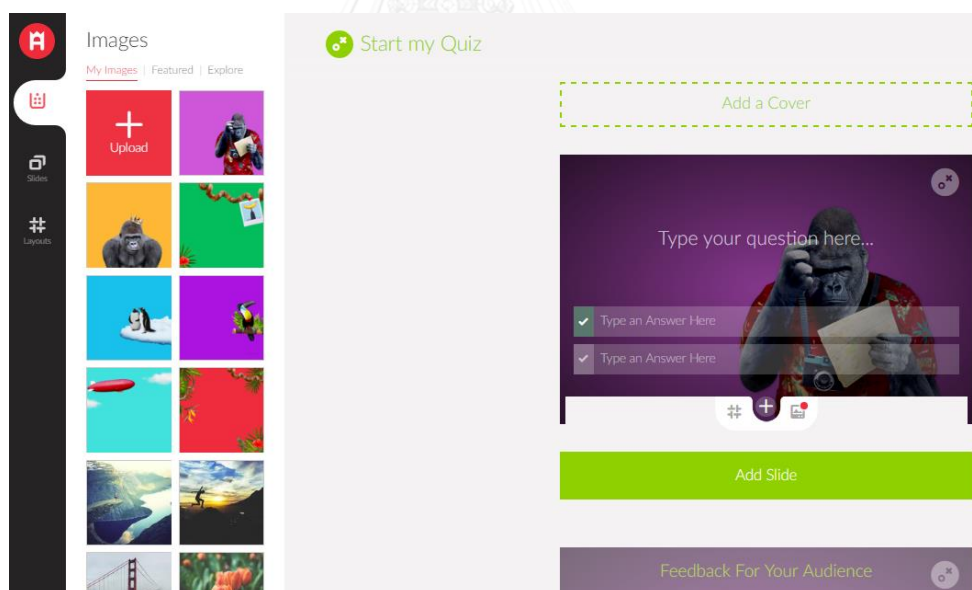 Images
My Images | Featured | Explore
Upload
Slides
Layouts
Start my Quiz
Add a Cover
Type your question here...
Type an Answer Here
Type an Answer Here
Add Slide
Feedback For Your Audience